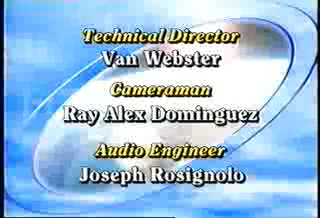 Technical Director
Van Webster
Cameraman
Ray Alex Dominguez
Audio Engineer
Joseph Rosignolo